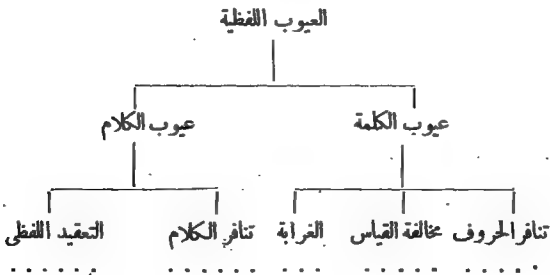 العيوب اللفظية
عيوب الكلمة عيوب الكلام
تنافر الحروف مخالفة القياس الغرابة تنافر الكلام التعقيد اللفظى